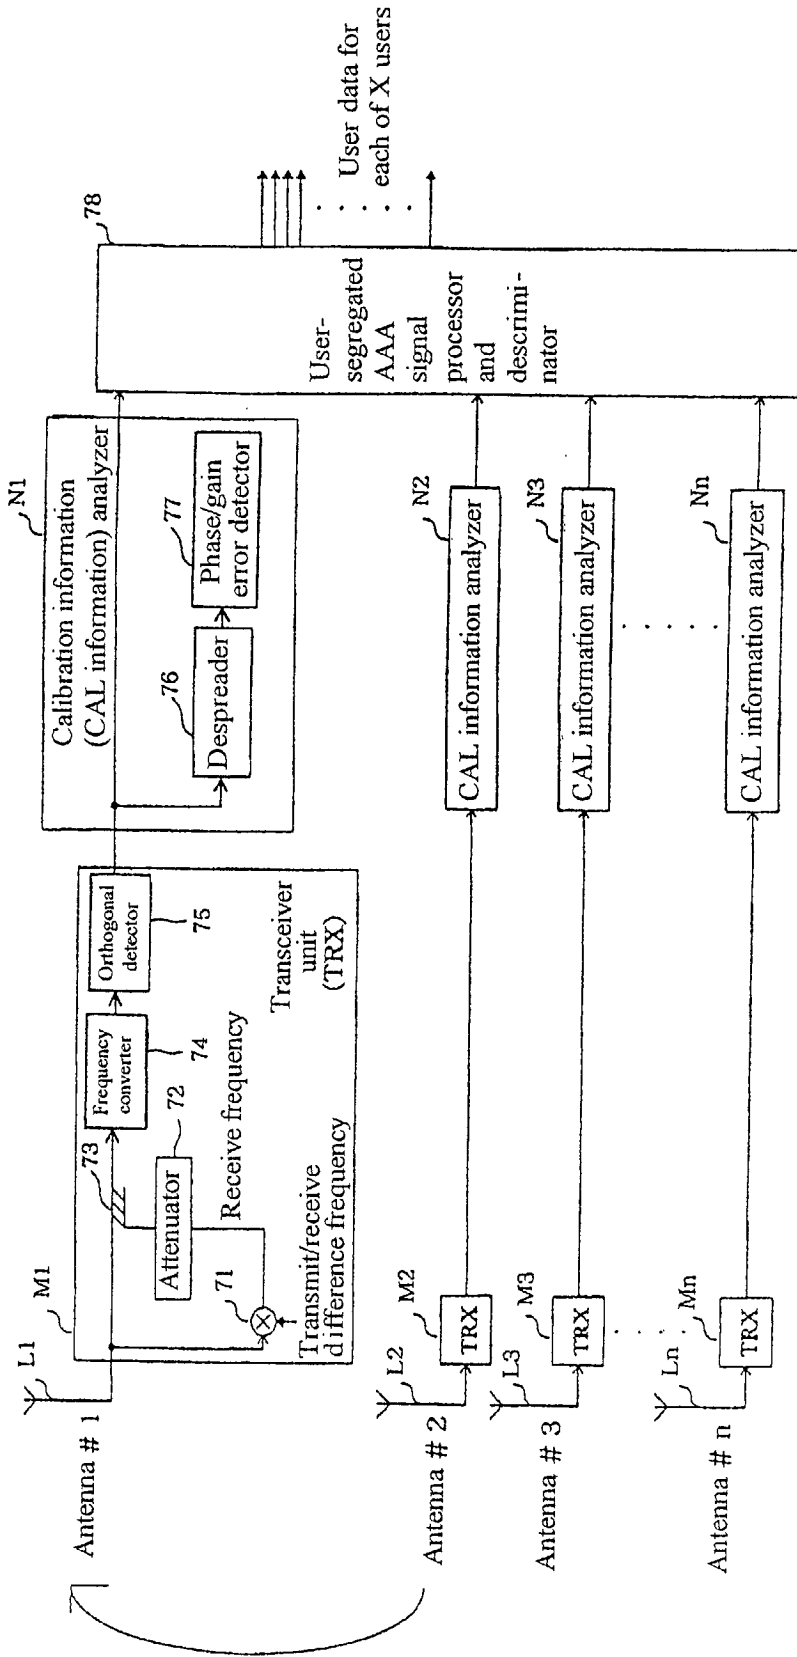 Antenna # 1
L1
M1
73
Frequency
converter
74
Orthogonal
detector
75
Attenuator
72
71
Receive frequency
Transmit/receive
difference frequency
Transceiver
unit
(TRX)
N1
Calibration information
(CAL information) analyzer
76
Despreader
77
Phase/gain
error detector
78
User-
segregated
AAA
signal
processor
and
descrimi-
nator
User data for
each of X users
Antenna # 2
L2
M2
TRX
N2
CAL information analyzer
Antenna # 3
L3
M3
TRX
N3
CAL information analyzer
Antenna # n
Ln
Mn
TRX
Nn
CAL information analyzer